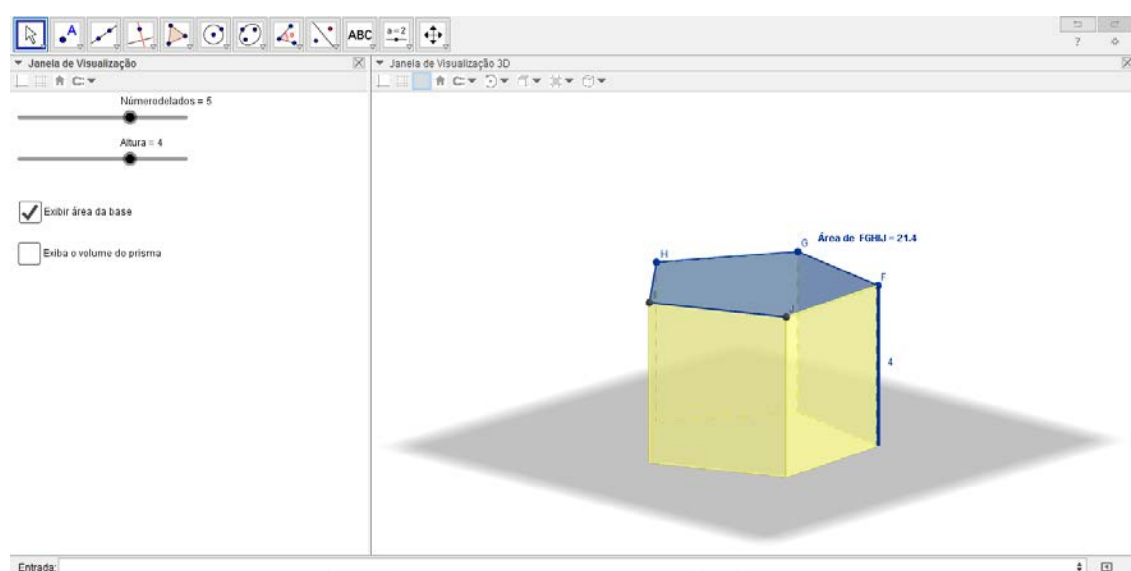 ABC
a=2
?
Janela de Visualização
Janela de Visualização 3D
Númerodelados = 5
Altura = 4
Exibir área da base
Exiba o volume do prisma
H
G
Área de FGHIJ = 21.4
F
I
J
4
Entrada: